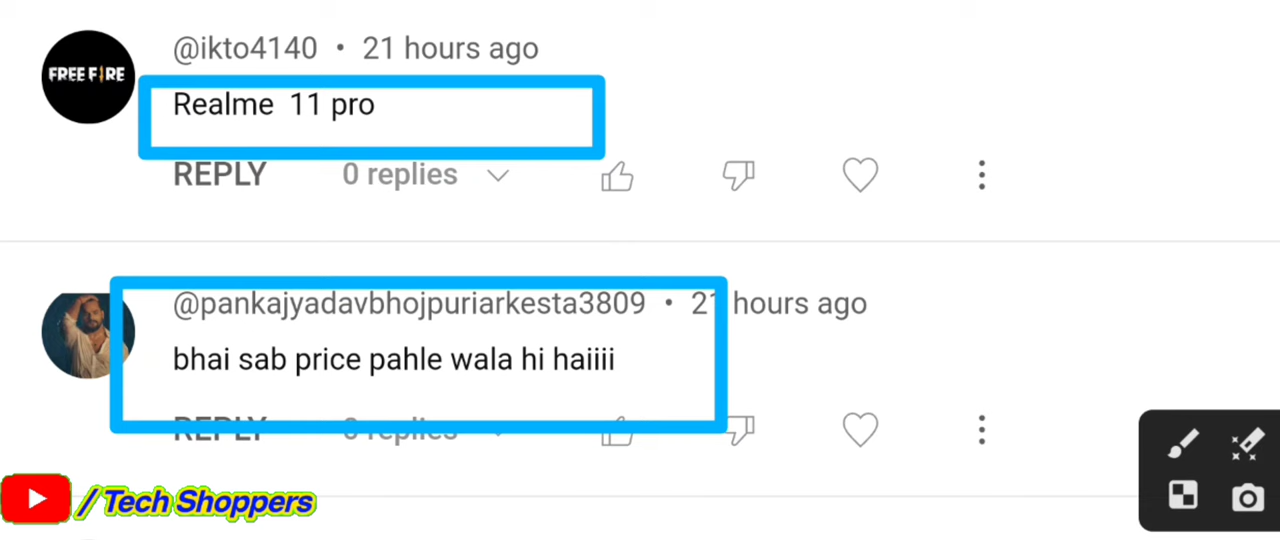 @ikto4140 • 21 hours ago
FREE FIRE
Realme 11 pro
REPLY 0 replies
@pankajyadavbhojpuriarkesta3809 • 21 hours ago
bhai sab price pahle wala hi haiiii
REPLY 0 replies
/ Tech Shoppers